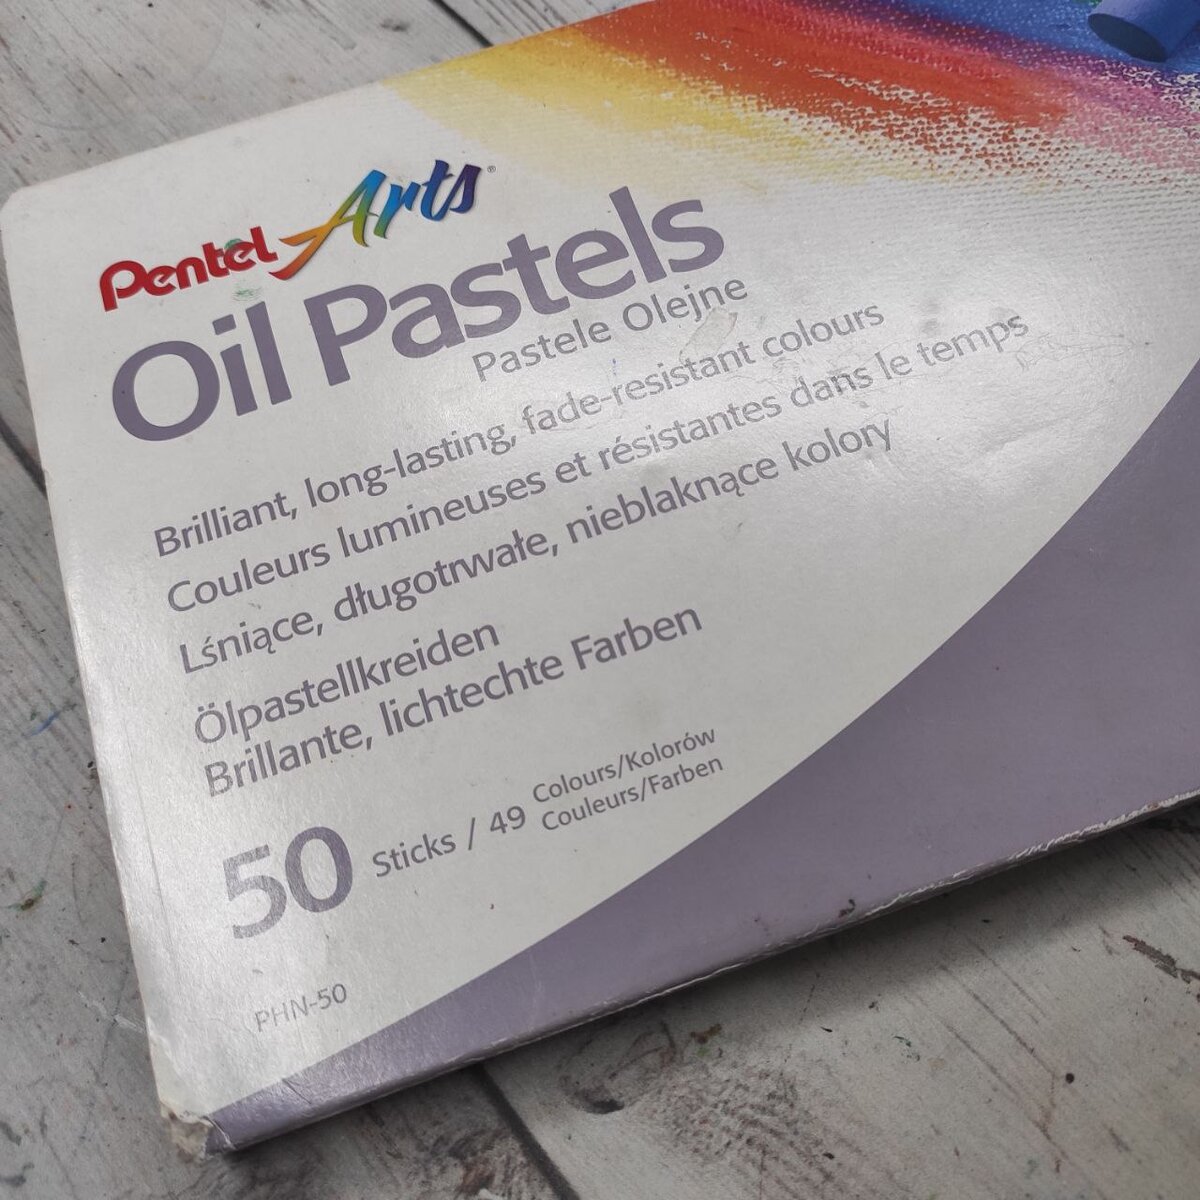 Pentel Arts®
Oil Pastels
Pastele Olejne
Brilliant, long-lasting, fade-resistant colours
Couleurs lumineuses et résistantes dans le temps
Lśniące, długotrwałe, nieblaknące kolory
Ölpastellkreiden
Brillante, lichtechte Farben
50 Sticks / 49 Colours/Kolorów
Couleurs/Farben
PHN-50